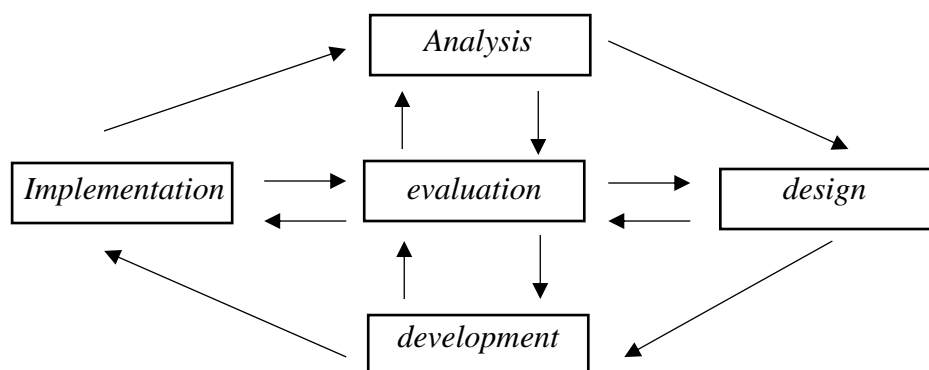 Analysis
Implementation
evaluation
design
development